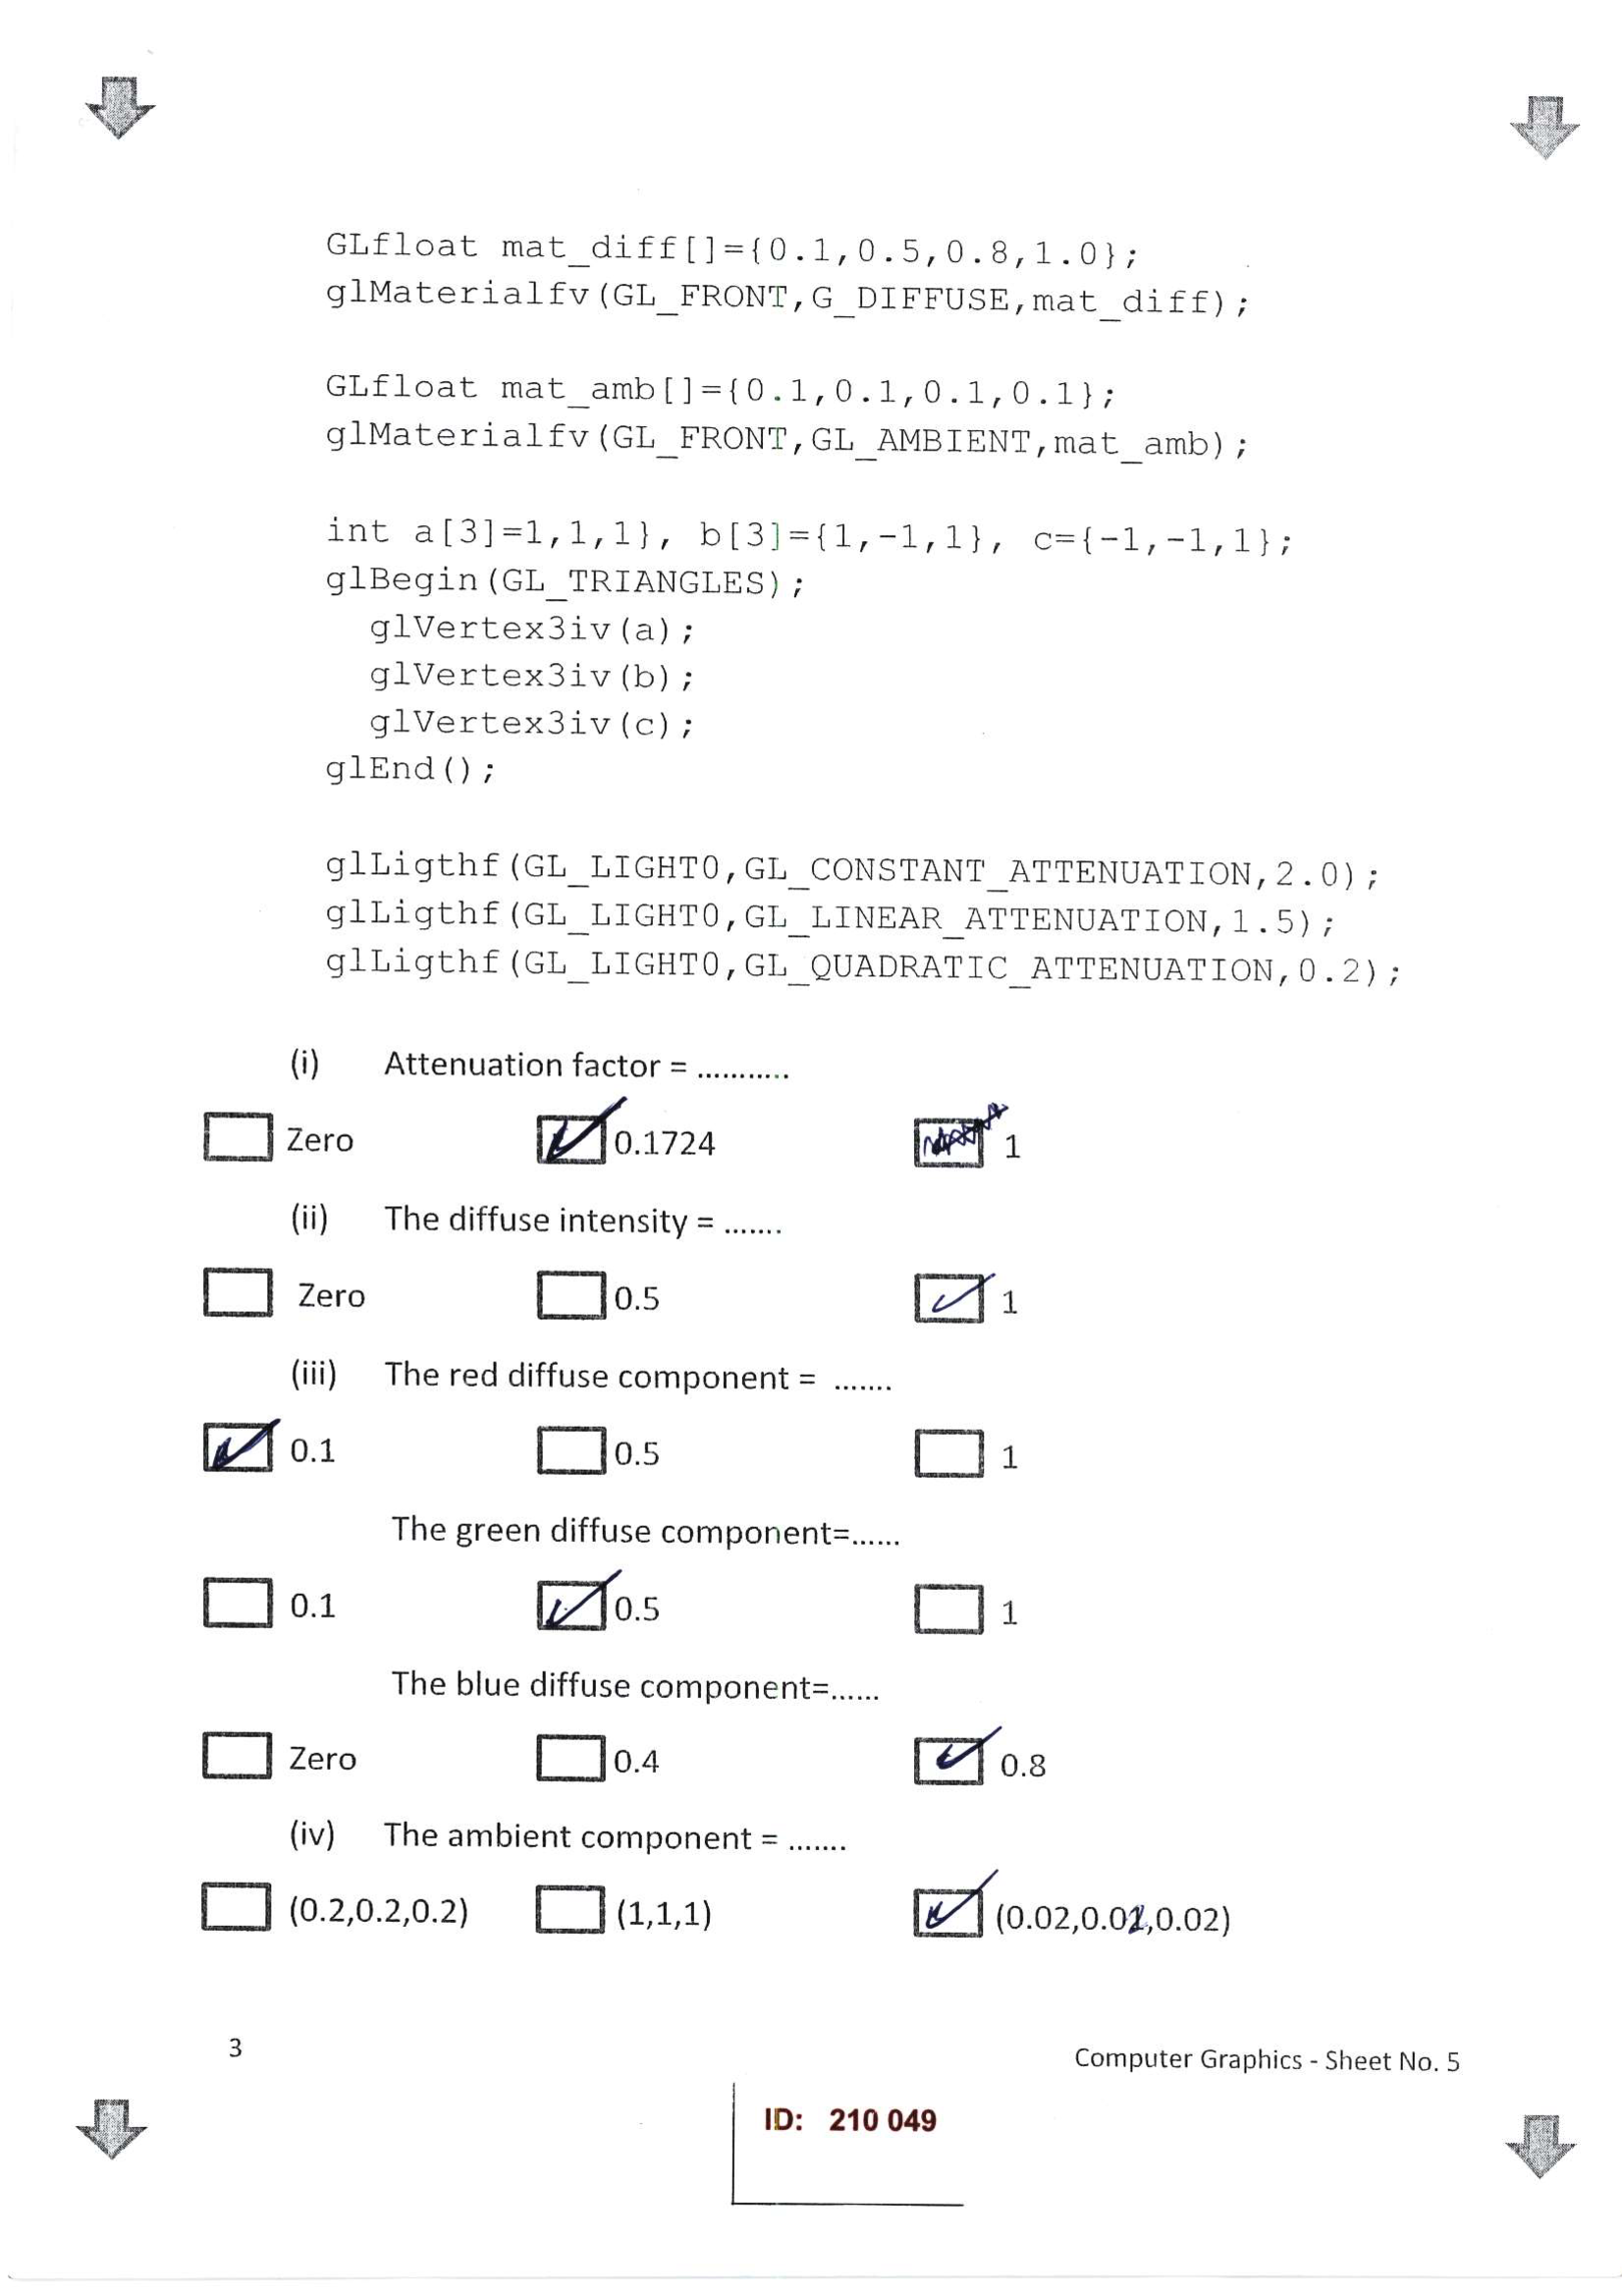 GLfloat mat_diff[]={0.1,0.5,0.8,1.0};
glMaterialfv(GL_FRONT,G_DIFFUSE,mat_diff);
GLfloat mat_amb[]={0.1,0.1,0.1,0.1};
glMaterialfv(GL_FRONT,GL_AMBIENT,mat_amb);
int a[3]=1,1,1}, b[3]={1,-1,1}, c={-1,-1,1};
glBegin(GL_TRIANGLES);
glVertex3iv(a);
glVertex3iv(b);
glVertex3iv(c);
glEnd();
glLigthf(GL_LIGHT0,GL_CONSTANT_ATTENUATION,2.0);
glLigthf(GL_LIGHT0,GL_LINEAR_ATTENUATION,1.5);
glLigthf(GL_LIGHT0,GL_QUADRATIC_ATTENUATION,0.2);
(i) Attenuation factor = ...........
Zero 0.1724 1
(ii) The diffuse intensity = .......
Zero 0.5 1
(iii) The red diffuse component = .......
0.1 0.5 1
The green diffuse component=......
0.1 0.5 1
The blue diffuse component=......
Zero 0.4 0.8
(iv) The ambient component = .......
(0.2,0.2,0.2) (1,1,1) (0.02,0.02,0.02)
3 Computer Graphics - Sheet No. 5
ID: 210 049